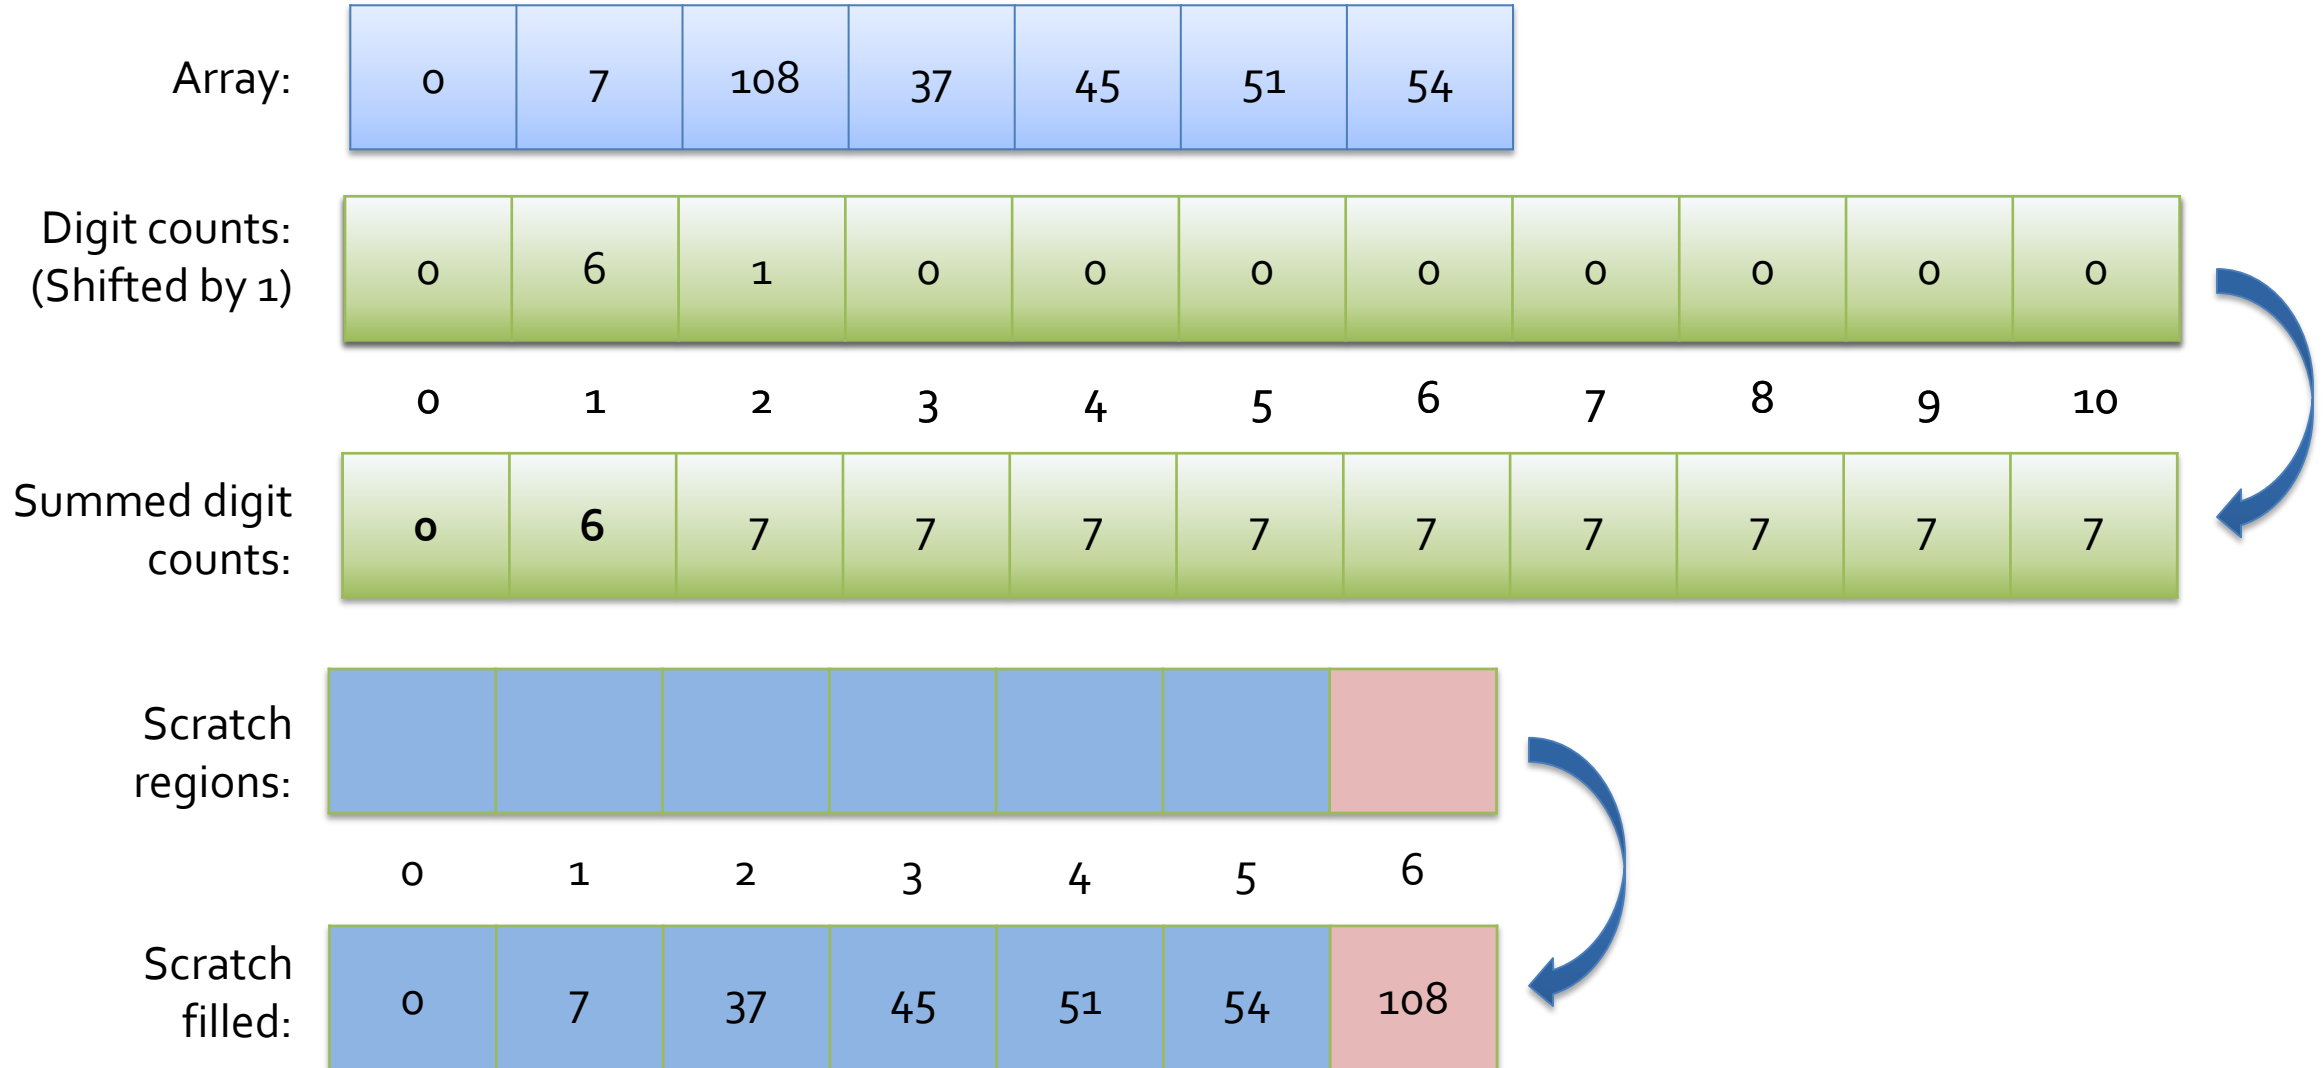 Array:
0 7 108 37 45 51 54
Digit counts:
(Shifted by 1)
0 6 1 0 0 0 0 0 0 0 0
0 1 2 3 4 5 6 7 8 9 10
Summed digit
counts:
0 6 7 7 7 7 7 7 7 7 7
Scratch
regions:
0 1 2 3 4 5 6
Scratch
filled:
0 7 37 45 51 54 108